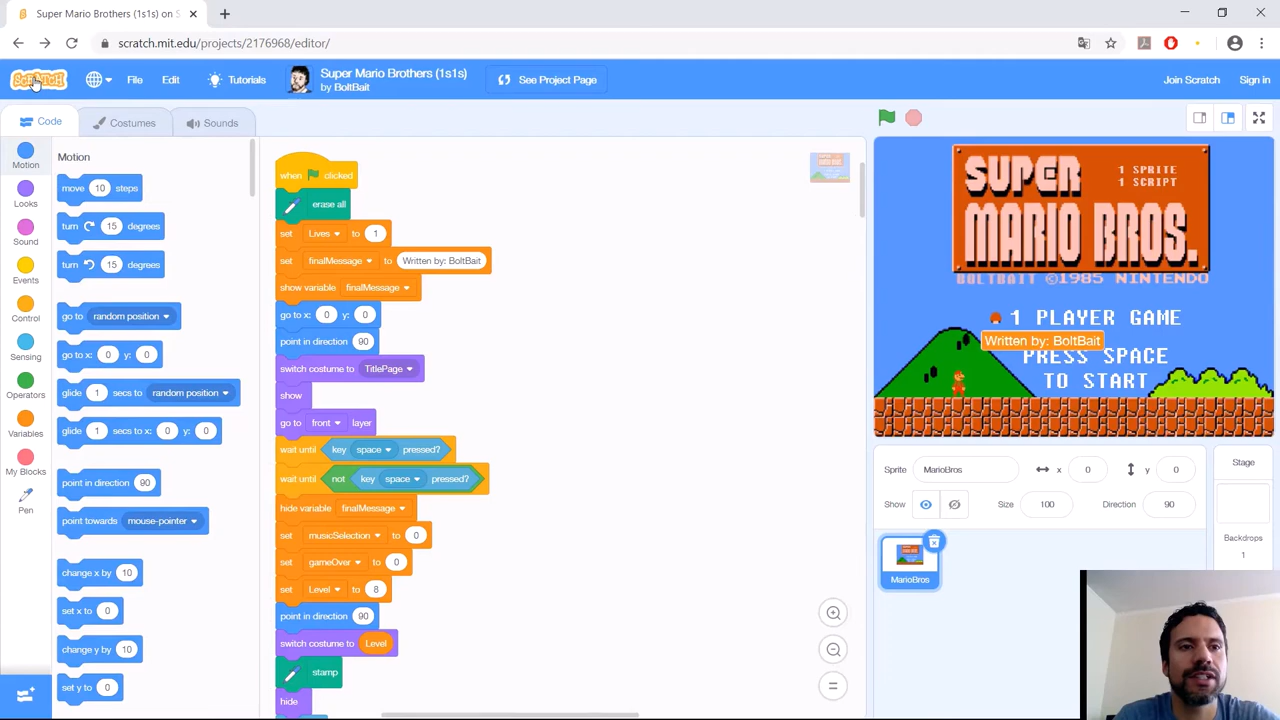 Super Mario Brothers (1s1s) on S
scratch.mit.edu/projects/2176968/editor/
SCRATCH
File
Edit
Tutorials
Super Mario Brothers (1s1s)
by BoltBait
See Project Page
Join Scratch
Sign in
Code
Costumes
Sounds
Motion
Looks
Sound
Events
Control
Sensing
Operators
Variables
My Blocks
Pen
Motion
move 10 steps
turn 15 degrees
turn 15 degrees
go to random position
go to x: 0 y: 0
glide 1 secs to random position
glide 1 secs to x: 0 y: 0
point in direction 90
point towards mouse-pointer
change x by 10
set x to 0
change y by 10
set y to 0
when clicked
erase all
set Lives to 1
set finalMessage to Written by: BoltBait
show variable finalMessage
go to x: 0 y: 0
point in direction 90
switch costume to TitlePage
show
go to front layer
wait until key space pressed?
wait until not key space pressed?
hide variable finalMessage
set musicSelection to 0
set gameOver to 0
set Level to 8
point in direction 90
switch costume to Level
stamp
hide
SUPER
1 SPRITE
1 SCRIPT
MARIO BROS.
BOLTBAIT ©1985 NINTENDO
1 PLAYER GAME
Written by: BoltBait
PRESS SPACE
TO START
Sprite MarioBros x 0 y 0
Show Size 100 Direction 90
MarioBros
Stage
Backdrops
1